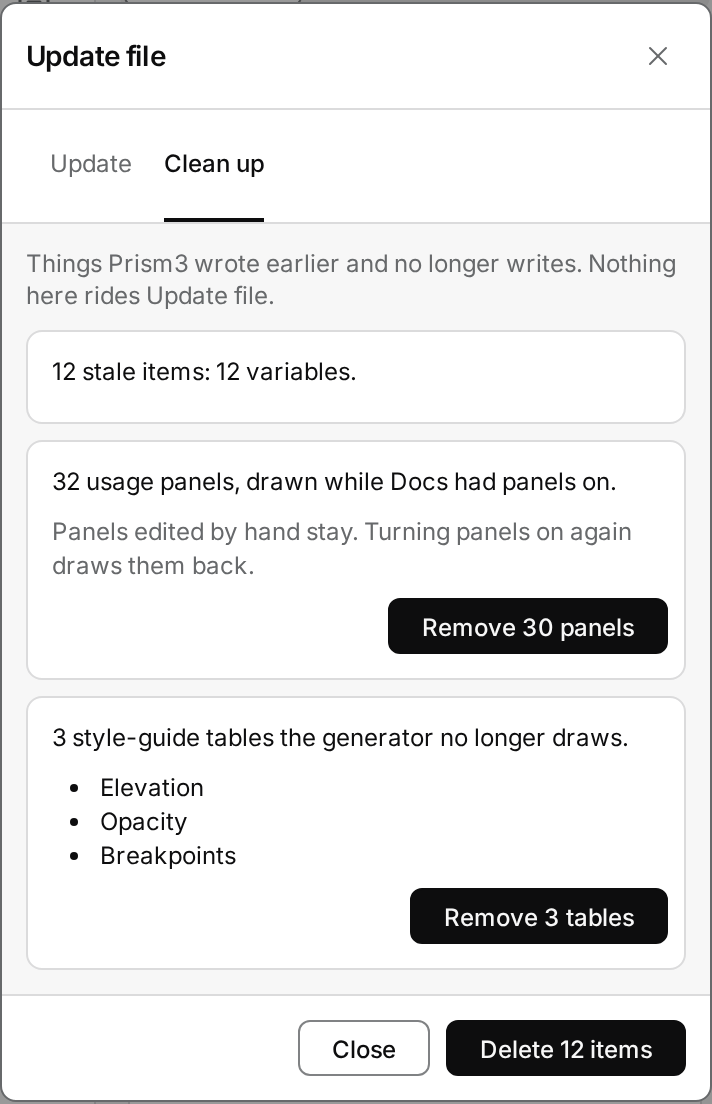 Update file
Update Clean up
Things Prism3 wrote earlier and no longer writes. Nothing
here rides Update file.
12 stale items: 12 variables.
32 usage panels, drawn while Docs had panels on.
Panels edited by hand stay. Turning panels on again
draws them back.
Remove 30 panels
3 style-guide tables the generator no longer draws.
• Elevation
• Opacity
• Breakpoints
Remove 3 tables
Close Delete 12 items